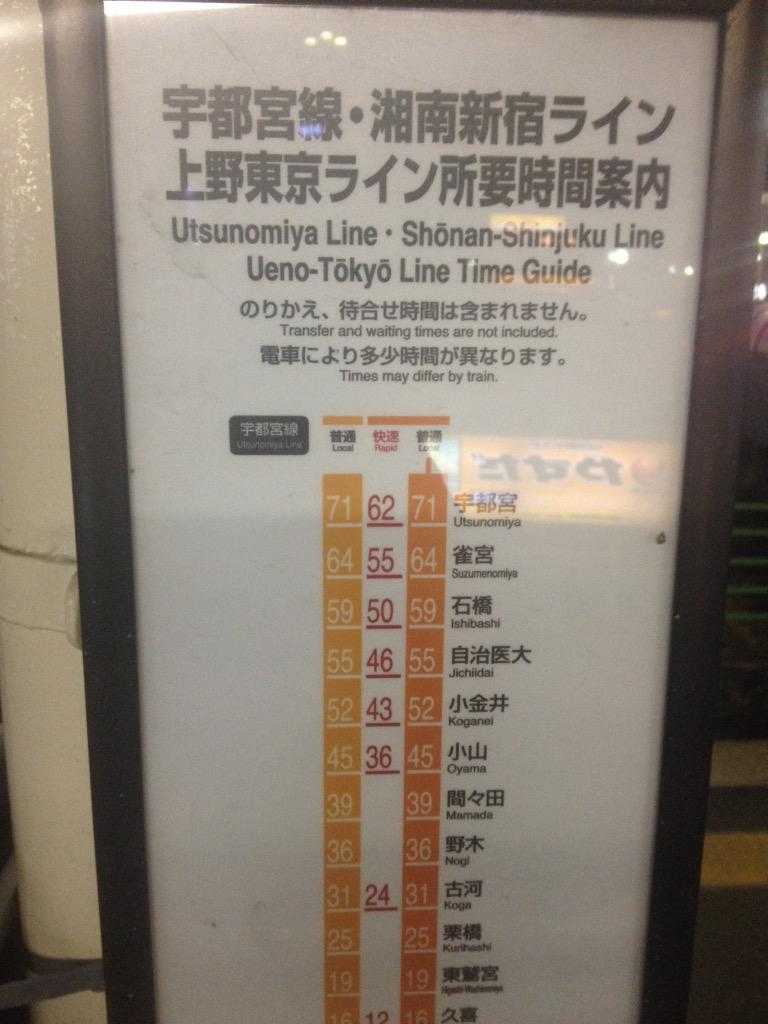 宇都宮線・湘南新宿ライン
上野東京ライン所要時間案内
Utsunomiya Line・Shōnan-Shinjuku Line
Ueno-Tōkyō Line Time Guide
のりかえ、待合せ時間は含まれません。
Transfer and waiting times are not included.
電車により多少時間が異なります。
Times may differ by train.
宇都宮線 普通 快速 普通
Utsunomiya Line Local Rapid Local
やすだ
71 62 71 宇都宮
Utsunomiya
64 55 64 雀宮
Suzumenomiya
59 50 59 石橋
Ishibashi
55 46 55 自治医大
Jichiidai
52 43 52 小金井
Koganei
45 36 45 小山
Oyama
39 39 間々田
Mamada
36 36 野木
Nogi
31 24 31 古河
Koga
25 25 栗橋
Kurihashi
19 19 東鷲宮
Higashi-Washinomiya
16 12 16 久喜